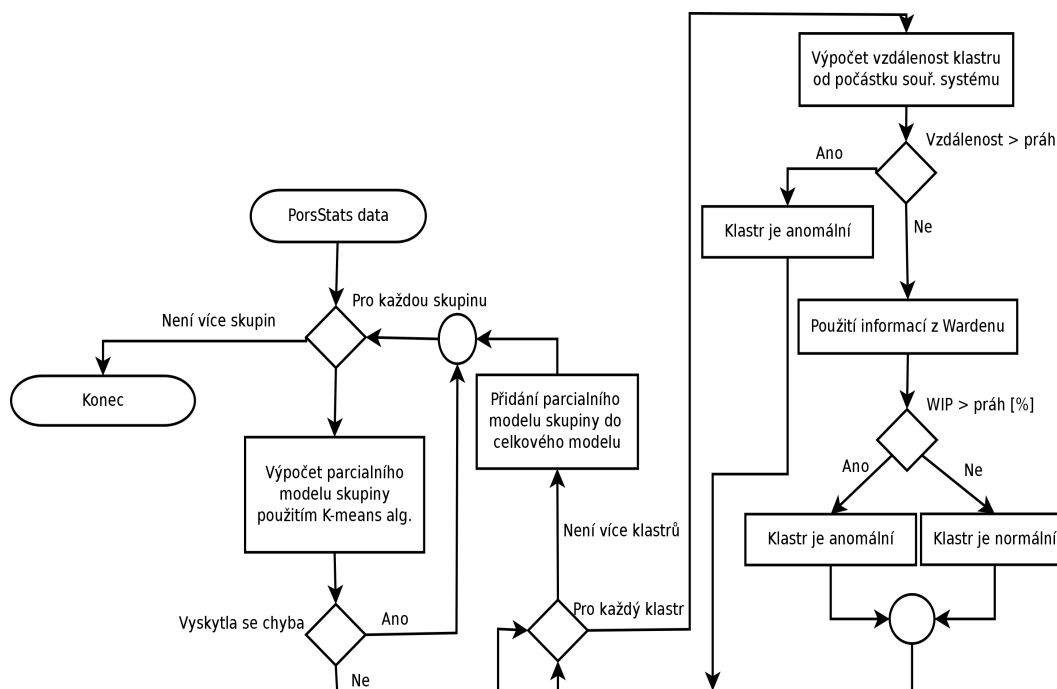 Výpočet vzdálenost klastru
od počástku souř. systému
Vzdálenost > práh
Ano
Klastr je anomální
Ne
PorsStats data
Pro každou skupinu
Není více skupin
Konec
Použití informací z Wardenu
Přidání parcialního
modelu skupiny do
celkového modelu
WIP > práh [%]
Ano
Ne
Výpočet parcialního
modelu skupiny
použitím K-means alg.
Není více klastrů
Klastr je anomální
Klastr je normální
Vyskytla se chyba
Ano
Pro každý klastr
Ne